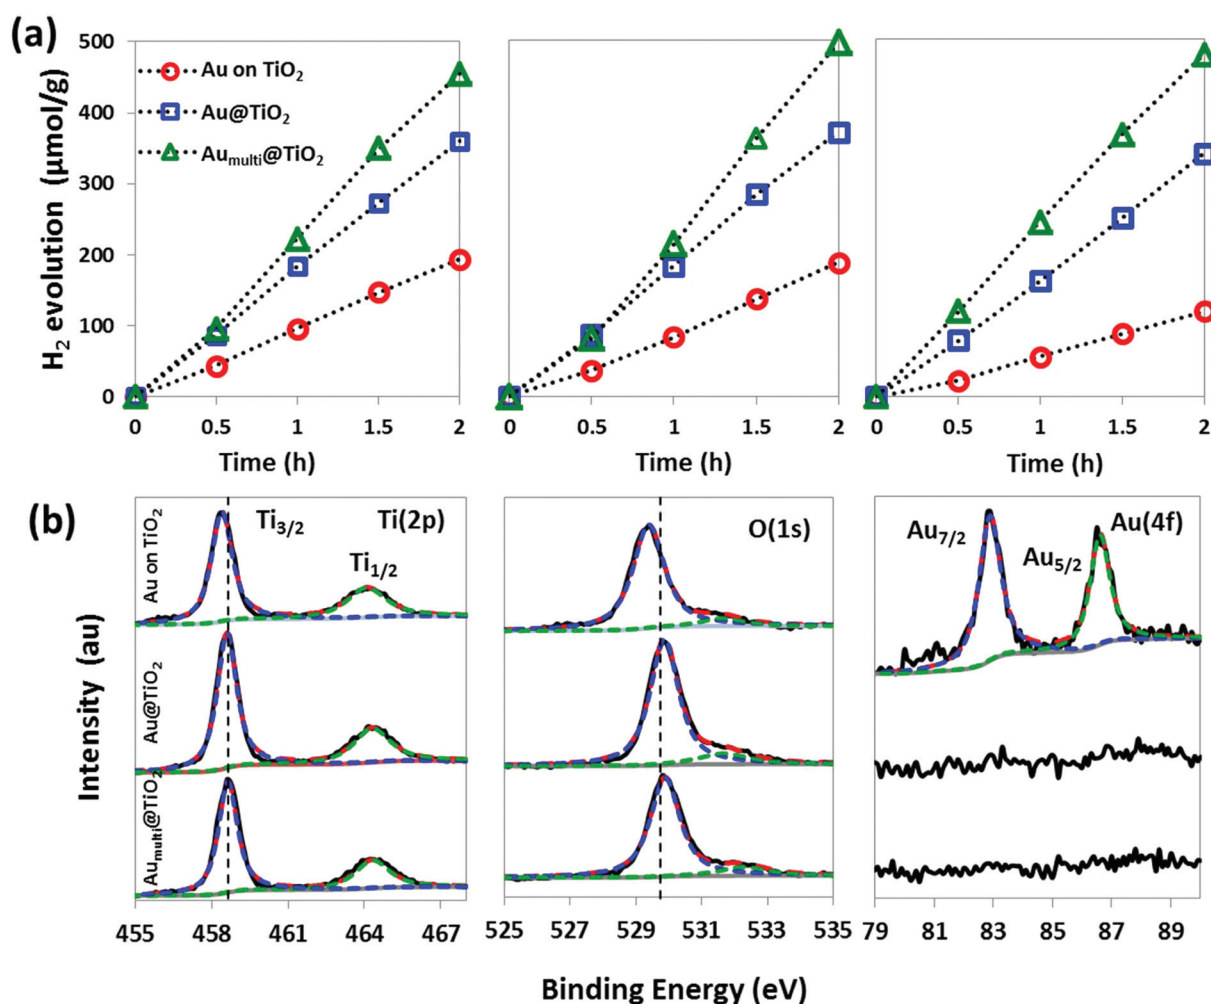 (a)
H₂ evolution (μmol/g)
500
400
300
200
100
0
Au on TiO₂
Au@TiO₂
Au_multi@TiO₂
0 0.5 1 1.5 2
Time (h)
0 0.5 1 1.5 2
Time (h)
0 0.5 1 1.5 2
Time (h)
(b)
Intensity (au)
Au on TiO₂
Au@TiO₂
Au_multi@TiO₂
Ti₃/₂
Ti(2p)
Ti₁/₂
O(1s)
Au₇/₂
Au₅/₂
Au(4f)
455 458 461 464 467
525 527 529 531 533 535
79 81 83 85 87 89
Binding Energy (eV)